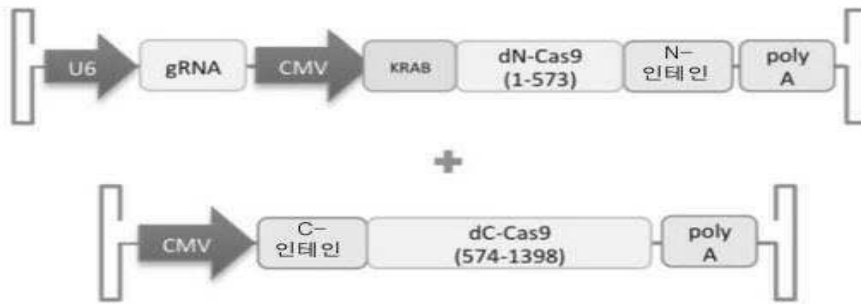 U6
gRNA
CMV
KRAB
dN-Cas9
(1-573)
N-
인테인
poly
A
+
CMV
C-
인테인
dC-Cas9
(574-1398)
poly
A